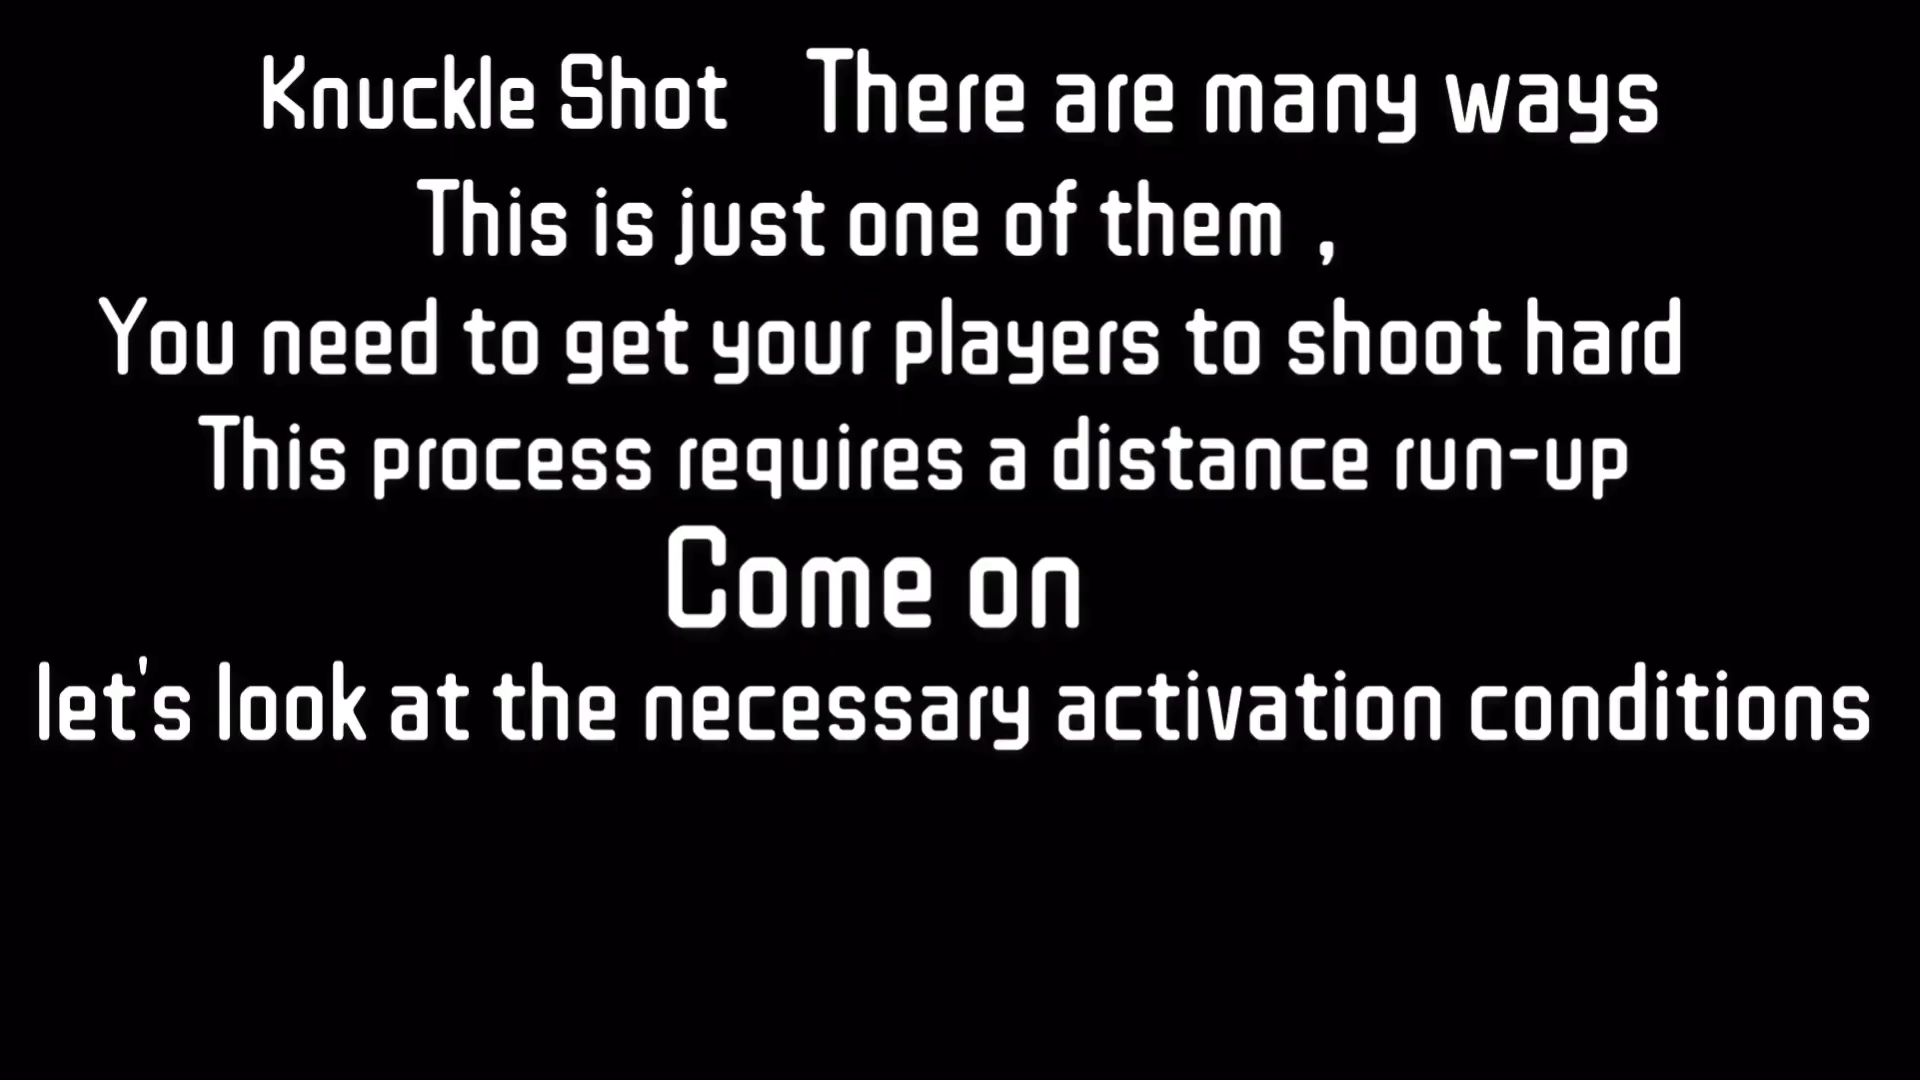 Knuckle Shot There are many ways
This is just one of them ,
You need to get your players to shoot hard
This process requires a distance run-up
Come on
let's look at the necessary activation conditions